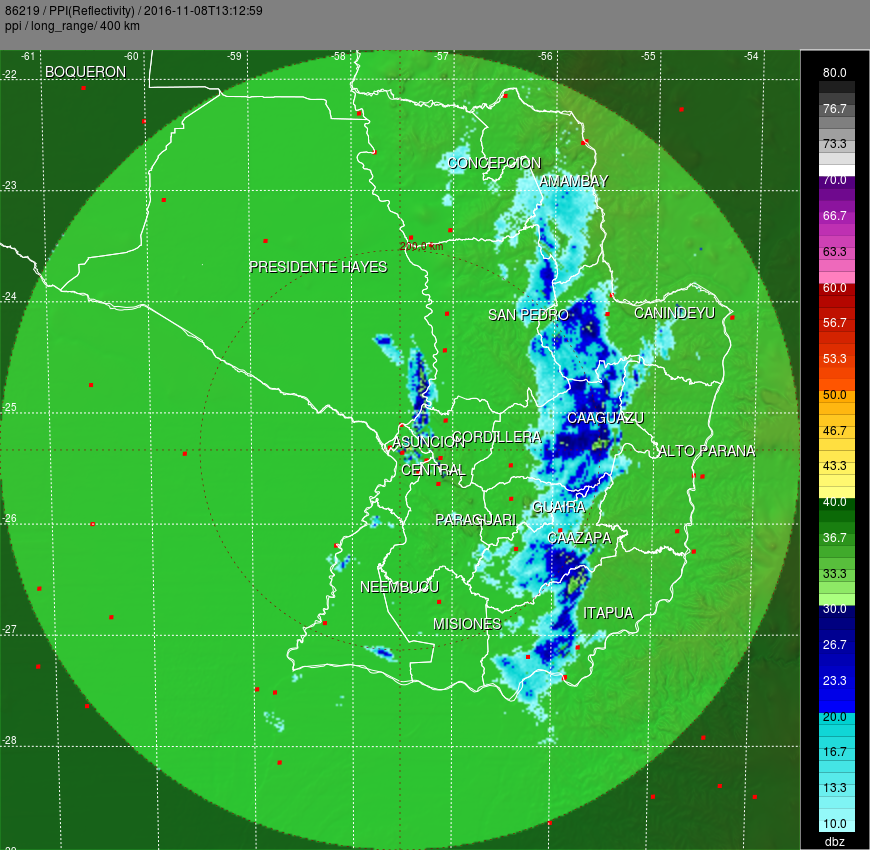 86219 / PPI(Reflectivity) / 2016-11-08T13:12:59
ppi / long_range/ 400 km
-61 -60 -59 -58 -57 -56 -55 -54
80.0
BOQUERON
-22
76.7
73.3
CONCEPCION
AMAMBAY
70.0
-23
66.7
200.0 km
63.3
PRESIDENTE HAYES
60.0
-24
SAN PEDRO
CANINDEYU
56.7
53.3
50.0
-25
CAAGUAZU
46.7
ASUNCION
CORDILLERA
ALTO PARANA
CENTRAL
43.3
40.0
GUAIRA
-26
PARAGUARI
CAAZAPA
36.7
33.3
NEEMBUCU
30.0
ITAPUA
MISIONES
-27
26.7
23.3
20.0
-28
16.7
13.3
10.0
dbz